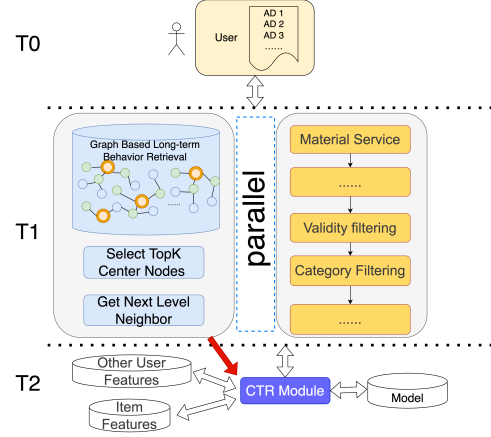 T0
User
AD 1
AD 2
AD 3
......
T1
Graph Based Long-term
Behavior Retrieval
......
Select TopK
Center Nodes
Get Next Level
Neighbor
parallel
Material Service
......
Validity filtering
Category Filtering
......
T2
Other User
Features
Item
Features
CTR Module
Model